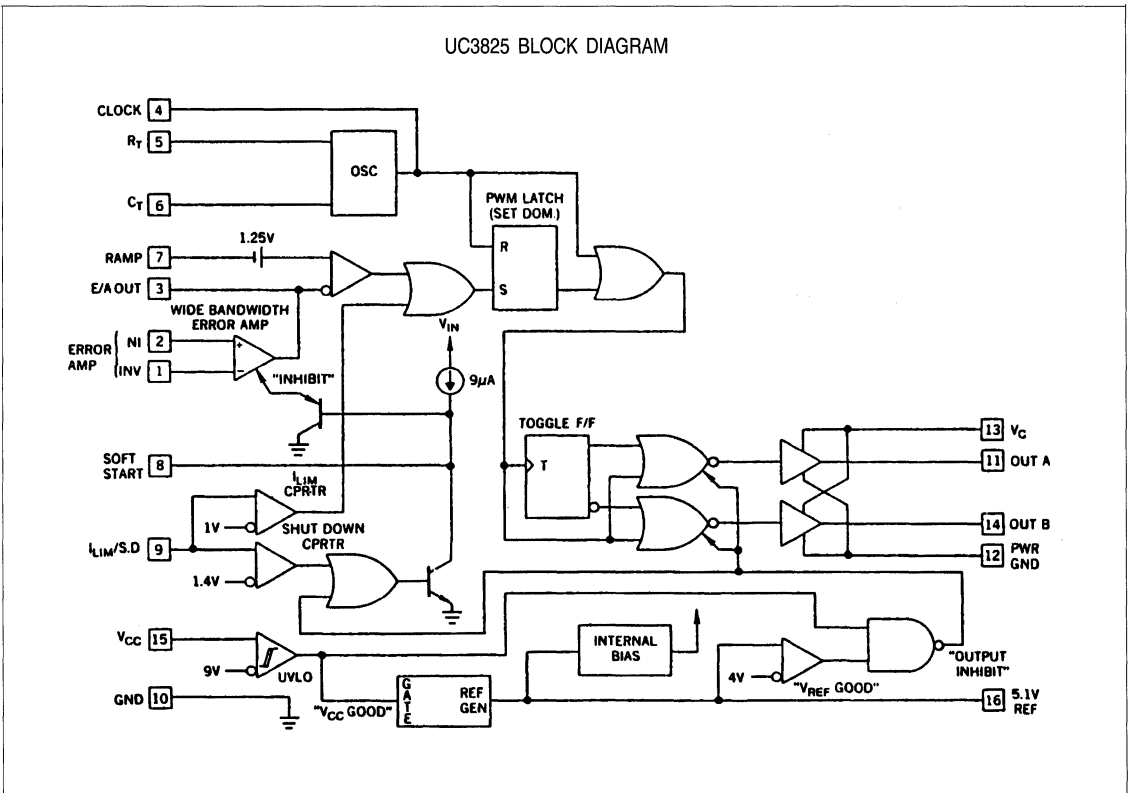 UC3825 BLOCK DIAGRAM
CLOCK 4
RT 5
OSC
CT 6
PWM LATCH
(SET DOM.)
R
S
1.25V
RAMP 7
E/A OUT 3
WIDE BANDWIDTH
ERROR AMP
ERROR
AMP
NI 2
INV 1
"INHIBIT"
VIN
9µA
TOGGLE F/F
T
13 VC
11 OUT A
14 OUT B
12 PWR
GND
SOFT
START 8
ILIM
CPRTR
1V
SHUT DOWN
CPRTR
ILIM/S.D 9
1.4V
VCC 15
9V
UVLO
GND 10
"VCC GOOD"
GATE
REF
GEN
INTERNAL
BIAS
4V
"VREF GOOD"
"OUTPUT
INHIBIT"
16 5.1V
REF